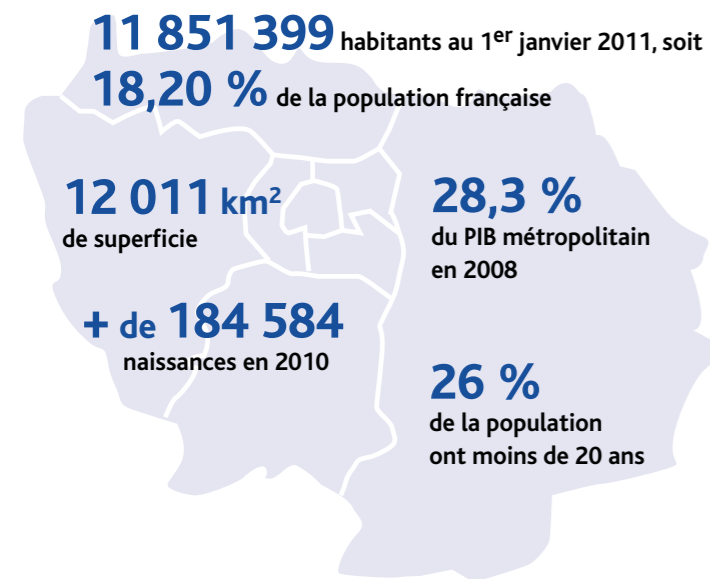 11 851 399 habitants au 1er janvier 2011, soit
18,20 % de la population française
12 011 km²
de superficie
28,3 %
du PIB métropolitain
en 2008
+ de 184 584
naissances en 2010
26 %
de la population
ont moins de 20 ans